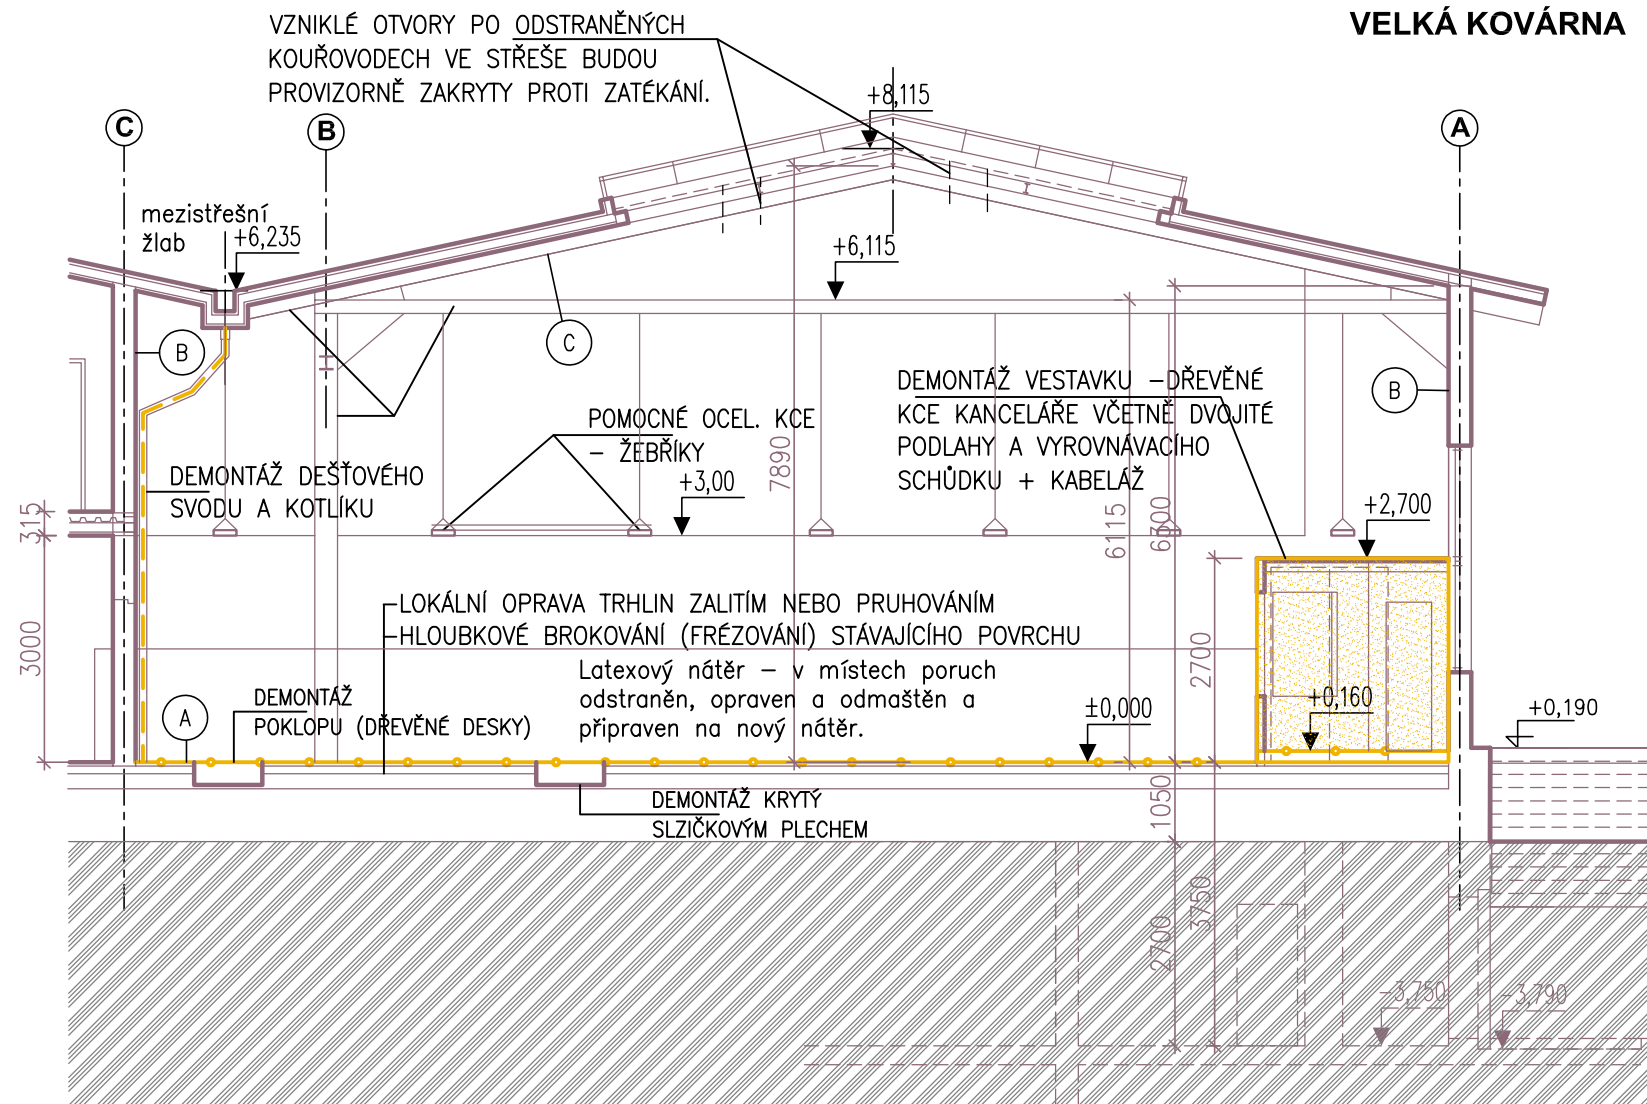 VELKÁ KOVÁRNA
VZNIKLÉ OTVORY PO ODSTRANĚNÝCH
KOUŘOVODECH VE STŘEŠE BUDOU
PROVIZORNĚ ZAKRYTY PROTI ZATÉKÁNÍ.
+8,115
C
B
A
mezistřešní
žlab
+6,235
+6,115
B
C
B
DEMONTÁŽ VESTAVKU –DŘEVĚNÉ
KCE KANCELÁŘE VČETNĚ DVOJITÉ
PODLAHY A VYROVNÁVACÍHO
SCHŮDKU + KABELÁŽ
POMOCNÉ OCEL. KCE
– ŽEBŘÍKY
+3,00
7890
DEMONTÁŽ DEŠŤOVÉHO
SVODU A KOTLÍKU
315
6115
6300
+2,700
3000
LOKÁLNÍ OPRAVA TRHLIN ZALITÍM NEBO PRUHOVÁNÍM
HLOUBKOVÉ BROKOVÁNÍ (FRÉZOVÁNÍ) STÁVAJÍCÍHO POVRCHU
Latexový nátěr – v místech poruch
odstraněn, opraven a odmaštěn a
připraven na nový nátěr.
2700
A
DEMONTÁŽ
POKLOPU (DŘEVĚNÉ DESKY)
±0,000
+0,160
+0,190
DEMONTÁŽ KRYTÝ
SLZIČKOVÝM PLECHEM
1050
3750
2700
-3,750
-3,790